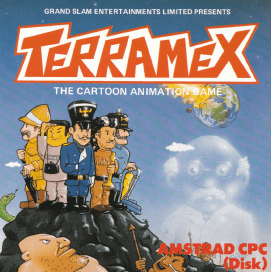 GRAND SLAM ENTERTAINMENTS LIMITED PRESENTS
TERRAMEX
THE CARTOON ANIMATION GAME
AMSTRAD CPC
(Disk)